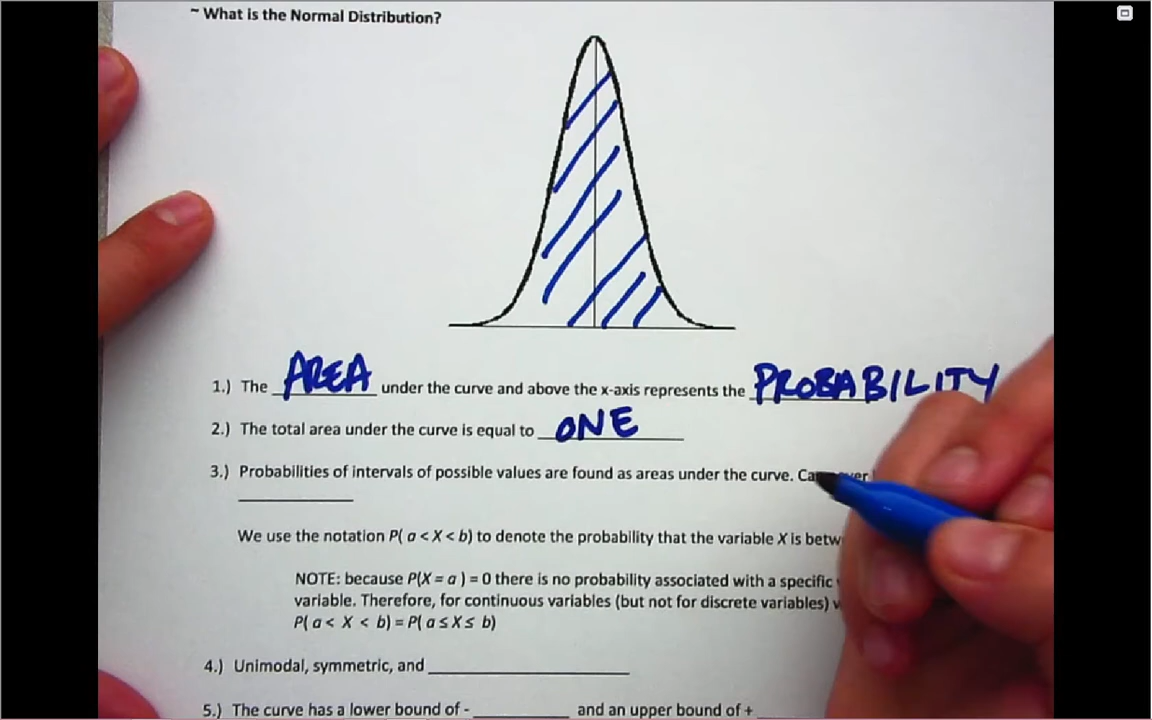 ~ What is the Normal Distribution?
1.) The AREA under the curve and above the x-axis represents the PROBABILITY
2.) The total area under the curve is equal to ONE
3.) Probabilities of intervals of possible values are found as areas under the curve.
We use the notation P( a < X < b) to denote the probability that the variable X is
NOTE: because P(X = a ) = 0 there is no probability associated with a specific
variable. Therefore, for continuous variables (but not for discrete variables)
P( a < X < b) = P( a ≤ X ≤ b)
4.) Unimodal, symmetric, and
5.) The curve has a lower bound of - and an upper bound of +